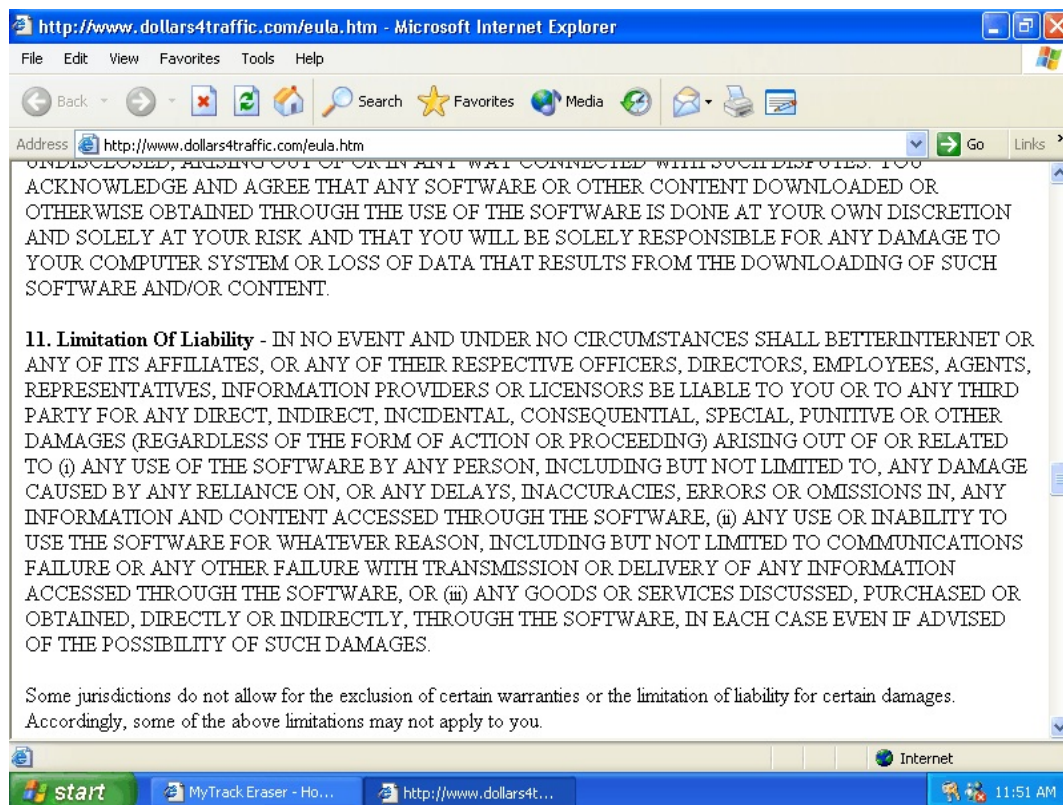 http://www.dollars4traffic.com/eula.htm - Microsoft Internet Explorer
File Edit View Favorites Tools Help
Back Search Favorites Media
Address http://www.dollars4traffic.com/eula.htm Go Links
UNDISCLOSED, ARISING OUT OF OR IN ANY WAY CONNECTED WITH SUCH DISPUTES. YOU
ACKNOWLEDGE AND AGREE THAT ANY SOFTWARE OR OTHER CONTENT DOWNLOADED OR
OTHERWISE OBTAINED THROUGH THE USE OF THE SOFTWARE IS DONE AT YOUR OWN DISCRETION
AND SOLELY AT YOUR RISK AND THAT YOU WILL BE SOLELY RESPONSIBLE FOR ANY DAMAGE TO
YOUR COMPUTER SYSTEM OR LOSS OF DATA THAT RESULTS FROM THE DOWNLOADING OF SUCH
SOFTWARE AND/OR CONTENT.
11. Limitation Of Liability - IN NO EVENT AND UNDER NO CIRCUMSTANCES SHALL BETTERINTERNET OR
ANY OF ITS AFFILIATES, OR ANY OF THEIR RESPECTIVE OFFICERS, DIRECTORS, EMPLOYEES, AGENTS,
REPRESENTATIVES, INFORMATION PROVIDERS OR LICENSORS BE LIABLE TO YOU OR TO ANY THIRD
PARTY FOR ANY DIRECT, INDIRECT, INCIDENTAL, CONSEQUENTIAL, SPECIAL, PUNITIVE OR OTHER
DAMAGES (REGARDLESS OF THE FORM OF ACTION OR PROCEEDING) ARISING OUT OF OR RELATED
TO (i) ANY USE OF THE SOFTWARE BY ANY PERSON, INCLUDING BUT NOT LIMITED TO, ANY DAMAGE
CAUSED BY ANY RELIANCE ON, OR ANY DELAYS, INACCURACIES, ERRORS OR OMISSIONS IN, ANY
INFORMATION AND CONTENT ACCESSED THROUGH THE SOFTWARE, (ii) ANY USE OR INABILITY TO
USE THE SOFTWARE FOR WHATEVER REASON, INCLUDING BUT NOT LIMITED TO COMMUNICATIONS
FAILURE OR ANY OTHER FAILURE WITH TRANSMISSION OR DELIVERY OF ANY INFORMATION
ACCESSED THROUGH THE SOFTWARE, OR (iii) ANY GOODS OR SERVICES DISCUSSED, PURCHASED OR
OBTAINED, DIRECTLY OR INDIRECTLY, THROUGH THE SOFTWARE, IN EACH CASE EVEN IF ADVISED
OF THE POSSIBILITY OF SUCH DAMAGES.
Some jurisdictions do not allow for the exclusion of certain warranties or the limitation of liability for certain damages.
Accordingly, some of the above limitations may not apply to you.
Internet
start MyTrack Eraser - Ho... http://www.dollars4t... 11:51 AM